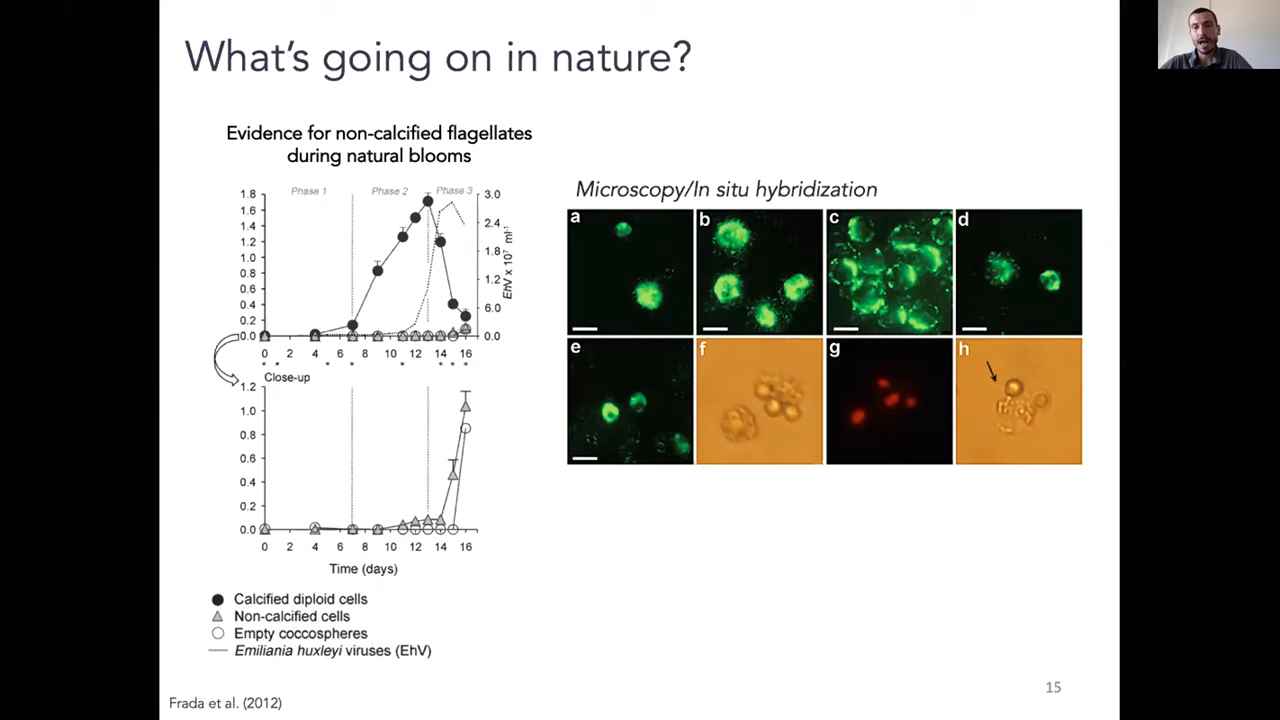 What's going on in nature?
Evidence for non-calcified flagellates
during natural blooms
Phase 1 Phase 2 Phase 3
1.8 3.0
1.6
1.4 2.4
1.2
1.0 1.8
0.8
0.6 1.2
0.4
0.2 6.0
0.0 0.0
EhV x 10⁷ ml⁻¹
0 2 4 6 8 10 12 14 16
* * * * * * * *
Close-up
1.2
1.0
0.8
0.6
0.4
0.2
0.0
0 2 4 6 8 10 12 14 16
Time (days)
Calcified diploid cells
Non-calcified cells
Empty coccospheres
Emiliania huxleyi viruses (EhV)
Microscopy/In situ hybridization
a b c d
e f g h
Frada et al. (2012)
15